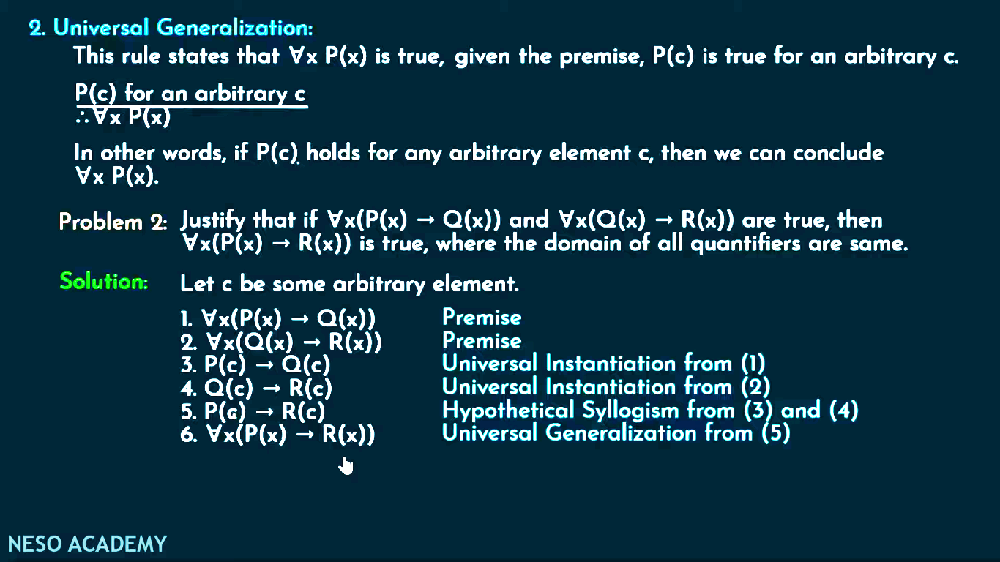 2. Universal Generalization:
This rule states that ∀x P(x) is true, given the premise, P(c) is true for an arbitrary c.
P(c) for an arbitrary c
∴ ∀x P(x)
In other words, if P(c) holds for any arbitrary element c, then we can conclude
∀x P(x).
Problem 2: Justify that if ∀x(P(x) → Q(x)) and ∀x(Q(x) → R(x)) are true, then
∀x(P(x) → R(x)) is true, where the domain of all quantifiers are same.
Solution: Let c be some arbitrary element.
1. ∀x(P(x) → Q(x)) Premise
2. ∀x(Q(x) → R(x)) Premise
3. P(c) → Q(c) Universal Instantiation from (1)
4. Q(c) → R(c) Universal Instantiation from (2)
5. P(c) → R(c) Hypothetical Syllogism from (3) and (4)
6. ∀x(P(x) → R(x)) Universal Generalization from (5)
NESO ACADEMY